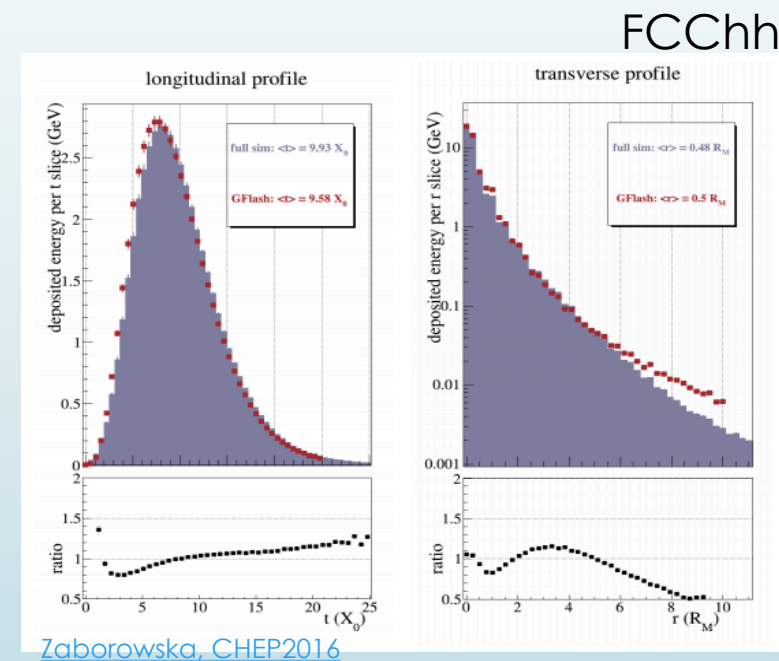 FCChh
longitudinal profile
deposited energy per t slice (GeV)
2.5
2
1.5
1
0.5
0
full sim: <t> = 9.93 X₀
GFlash: <t> = 9.58 X₀
ratio
2
1.5
1
0.5
0 5 10 15 20 25
t (X₀)
transverse profile
deposited energy per r slice (GeV)
10
1
0.1
0.01
0.001
full sim: <r> = 0.48 R_M
GFlash: <r> = 0.5 R_M
ratio
2
1.5
1
0.5
0 2 4 6 8 10
r (R_M)
Zaborowska, CHEP2016